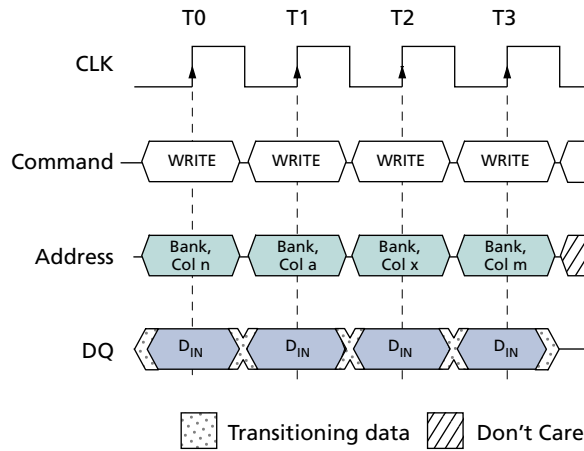 T0 T1 T2 T3
CLK
Command WRITE WRITE WRITE WRITE
Address Bank, Col n Bank, Col a Bank, Col x Bank, Col m
DQ DIN DIN DIN DIN
Transitioning data Don't Care